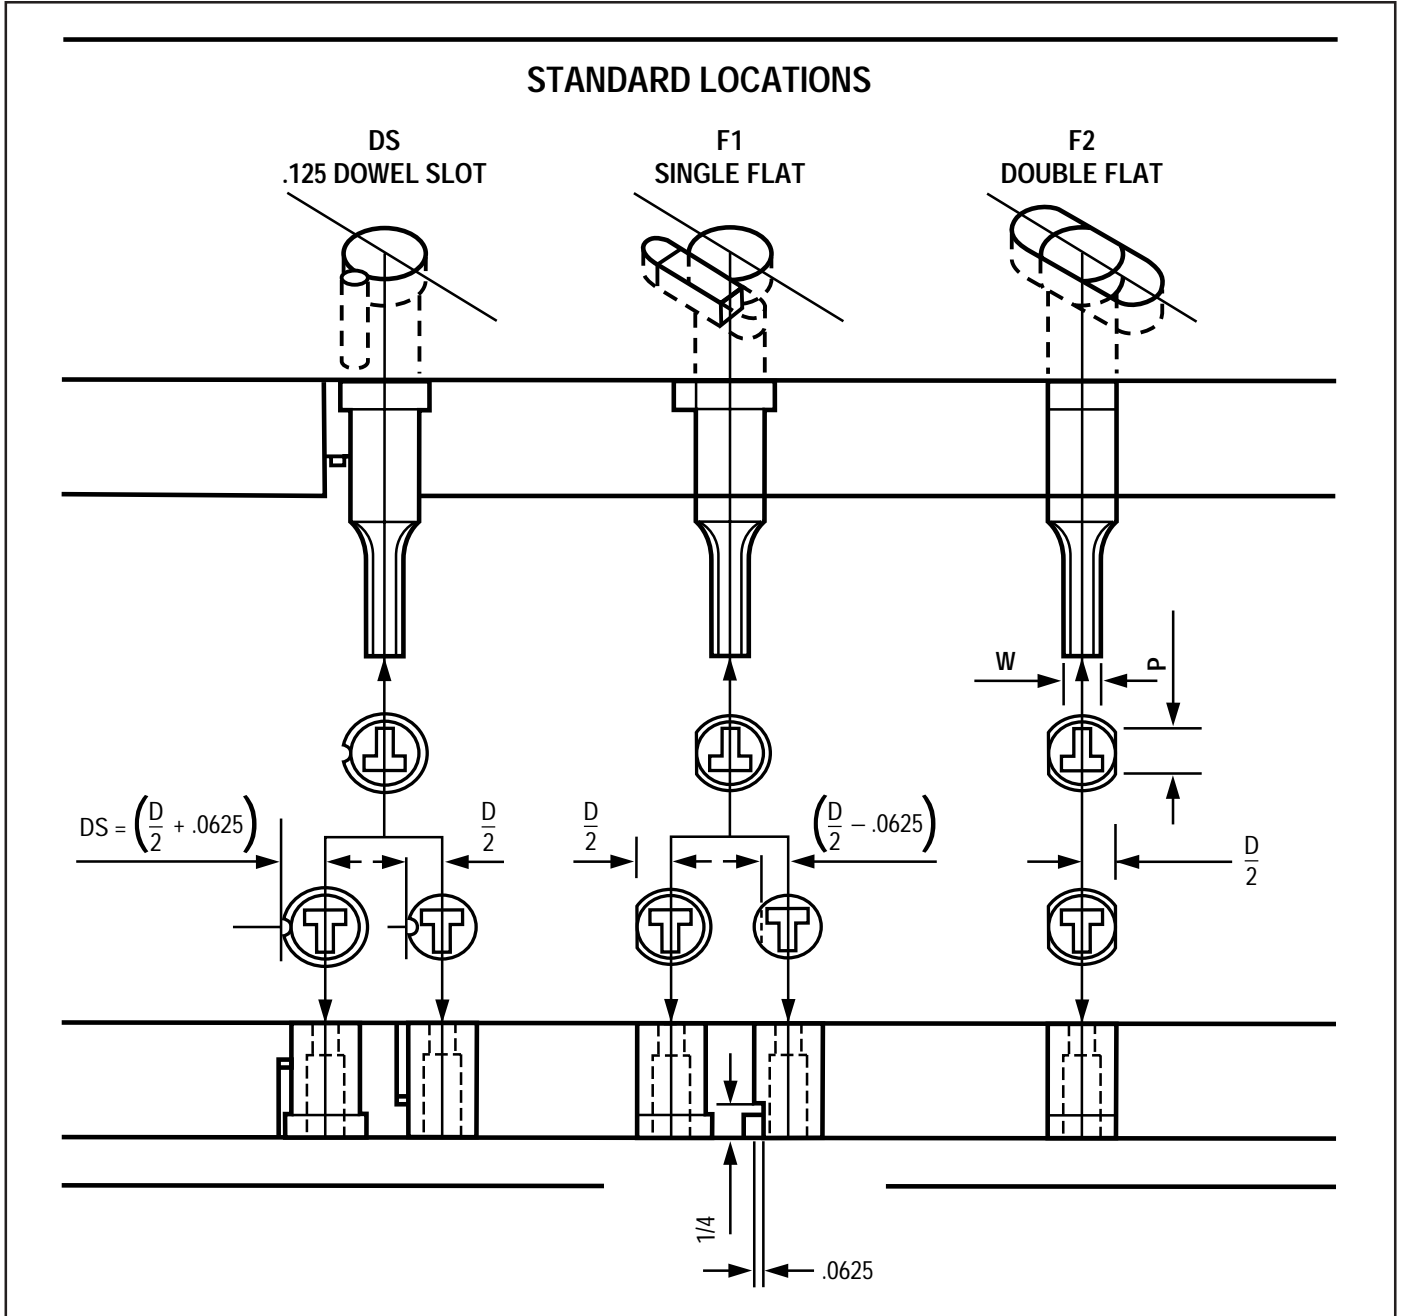 STANDARD LOCATIONS
DS
.125 DOWEL SLOT
F1
SINGLE FLAT
F2
DOUBLE FLAT
W
P
DS = (D/2 + .0625)
D/2
D/2
(D/2 – .0625)
D/2
1/4
.0625